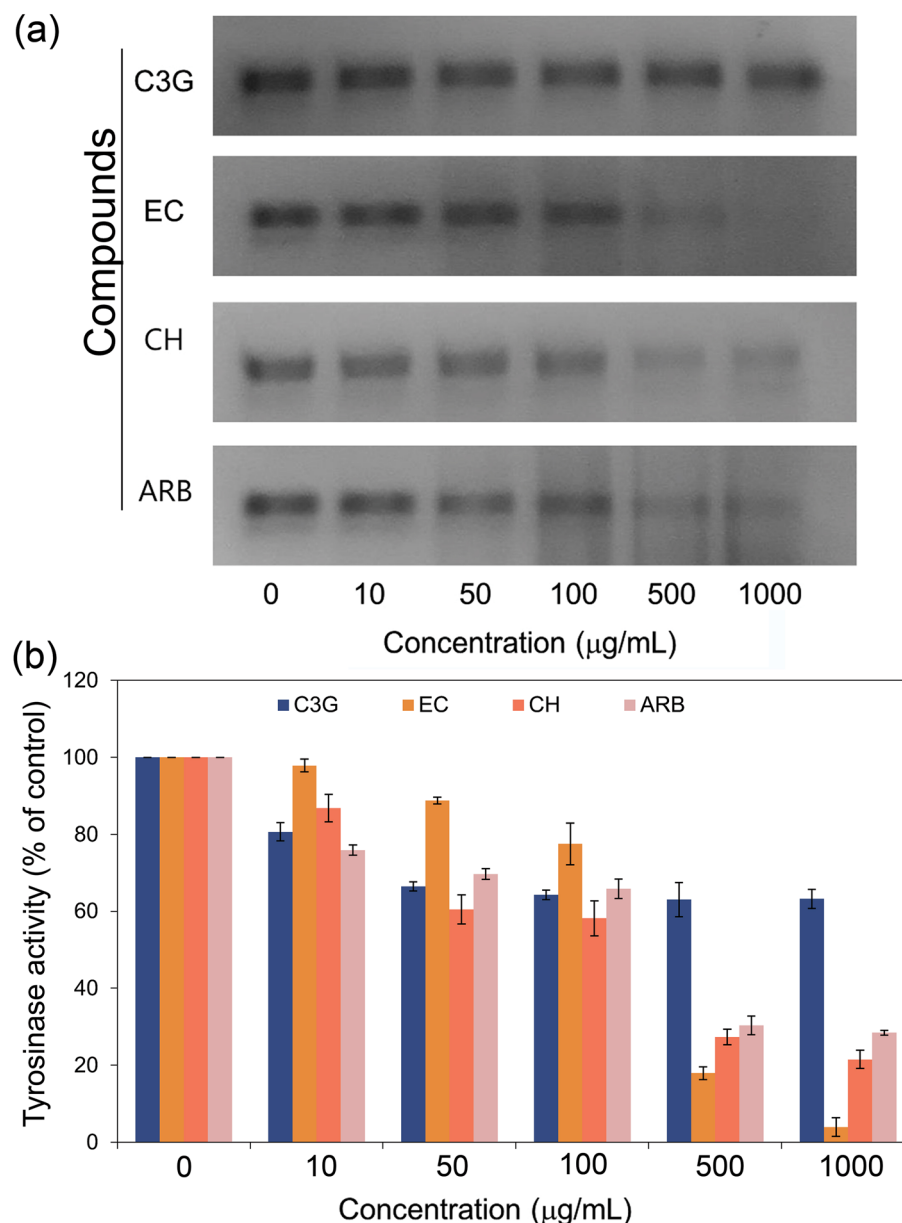 (a)
Compounds
C3G
EC
CH
ARB
0 10 50 100 500 1000
Concentration (μg/mL)
(b)
Tyrosinase activity (% of control)
120
100
80
60
40
20
0
C3G EC CH ARB
0 10 50 100 500 1000
Concentration (μg/mL)